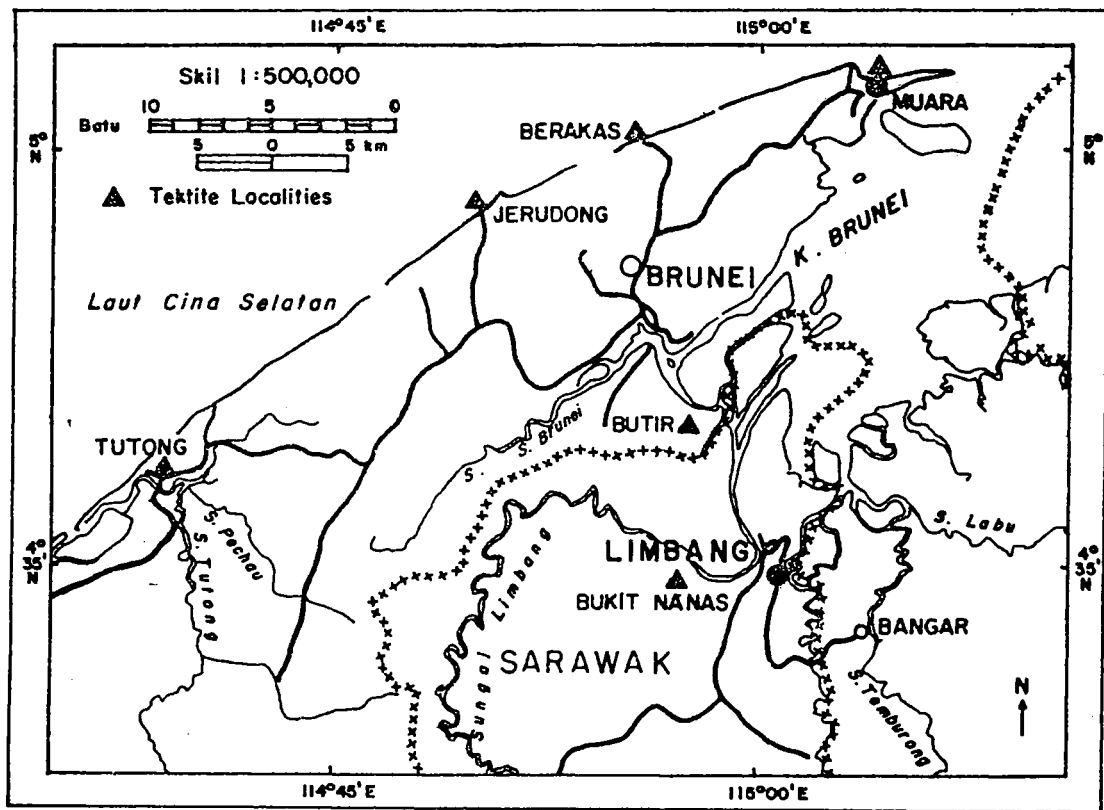 114°45'E
115°00'E
Skil 1:500,000
10 5 0
Batu
5 0 5 km
Tektite Localities
5°
N
5°
N
MUARA
BERAKAS
JERUDONG
K. BRUNEI
BRUNEI
Laut Cina Selatan
S. Brunei
BUTIR
TUTONG
S. Pechau
S. Tutong
4°
35'
N
4°
35'
N
S. Labu
LIMBANG
Sungai Limbang
BUKIT NANAS
BANGAR
SARAWAK
S. Temburong
N
114°45'E
115°00'E